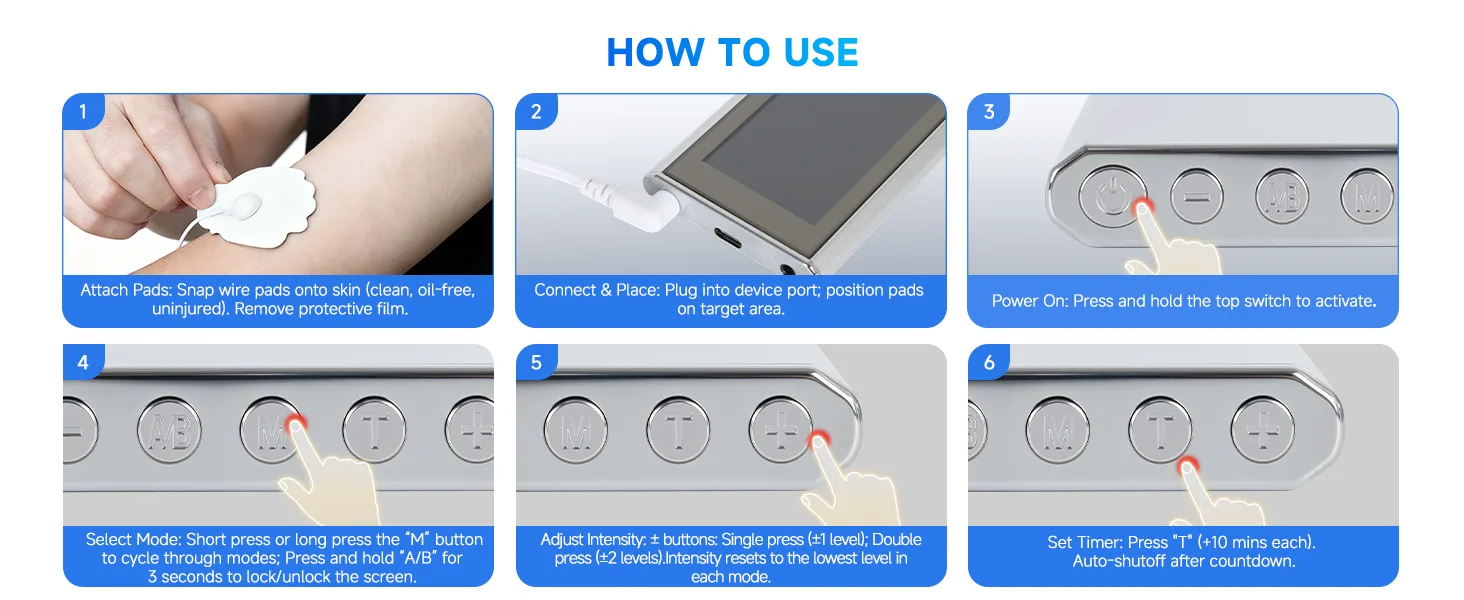 HOW TO USE
1
Attach Pads: Snap wire pads onto skin (clean, oil-free,
uninjured). Remove protective film.
2
Connect & Place: Plug into device port; position pads
on target area.
3
− A/B M
Power On: Press and hold the top switch to activate.
4
− A/B M T +
Select Mode: Short press or long press the "M" button
to cycle through modes; Press and hold "A/B" for
3 seconds to lock/unlock the screen.
5
M T +
Adjust Intensity: ± buttons: Single press (±1 level); Double
press (±2 levels).Intensity resets to the lowest level in
each mode.
6
B M T +
Set Timer: Press "T" (+10 mins each).
Auto-shutoff after countdown.